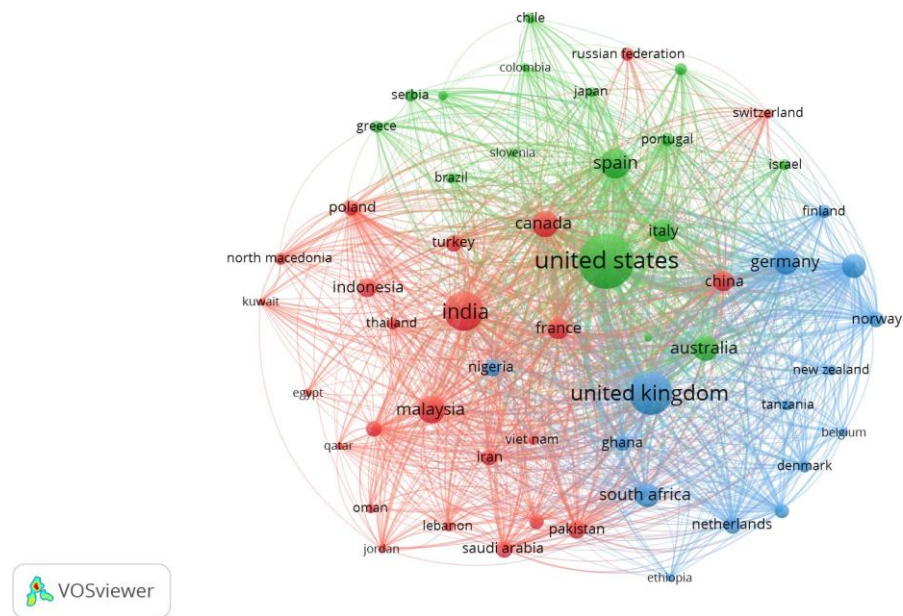 chile
russian federation
colombia
japan
serbia
switzerland
greece
portugal
slovenia
spain
israel
brazil
poland
finland
canada
italy
turkey
north macedonia
united states
germany
indonesia
china
kuwait
india
thailand
france
norway
australia
nigeria
new zealand
egypt
united kingdom
malaysia
tanzania
belgium
viet nam
ghana
qatar
iran
denmark
south africa
oman
lebanon
pakistan
netherlands
jordan
saudi arabia
ethiopia
VOSviewer